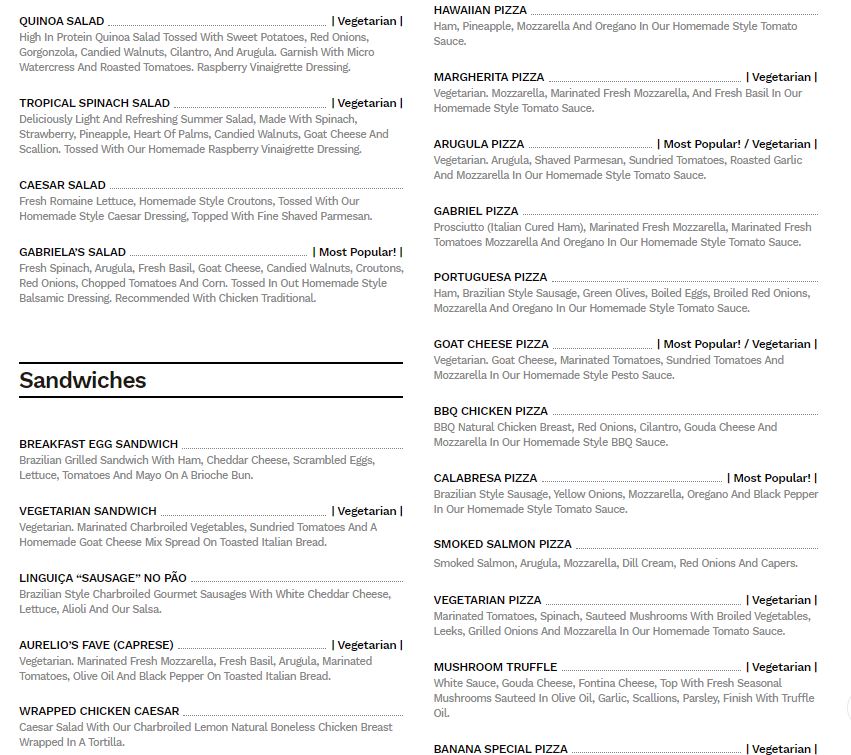 QUINOA SALAD | Vegetarian |
High In Protein Quinoa Salad Tossed With Sweet Potatoes, Red Onions,
Gorgonzola, Candied Walnuts, Cilantro, And Arugula. Garnish With Micro
Watercress And Roasted Tomatoes. Raspberry Vinaigrette Dressing.
TROPICAL SPINACH SALAD | Vegetarian |
Deliciously Light And Refreshing Summer Salad, Made With Spinach,
Strawberry, Pineapple, Heart Of Palms, Candied Walnuts, Goat Cheese And
Scallion. Tossed With Our Homemade Raspberry Vinaigrette Dressing.
CAESAR SALAD
Fresh Romaine Lettuce, Homemade Style Croutons, Tossed With Our
Homemade Style Caesar Dressing, Topped With Fine Shaved Parmesan.
GABRIELA'S SALAD | Most Popular! |
Fresh Spinach, Arugula, Fresh Basil, Goat Cheese, Candied Walnuts, Croutons,
Red Onions, Chopped Tomatoes And Corn. Tossed In Out Homemade Style
Balsamic Dressing. Recommended With Chicken Traditional.
Sandwiches
BREAKFAST EGG SANDWICH
Brazilian Grilled Sandwich With Ham, Cheddar Cheese, Scrambled Eggs,
Lettuce, Tomatoes And Mayo On A Brioche Bun.
VEGETARIAN SANDWICH | Vegetarian |
Vegetarian. Marinated Charbroiled Vegetables, Sundried Tomatoes And A
Homemade Goat Cheese Mix Spread On Toasted Italian Bread.
LINGUIÇA “SAUSAGE” NO PÃO
Brazilian Style Charbroiled Gourmet Sausages With White Cheddar Cheese,
Lettuce, Alioli And Our Salsa.
AURELIO'S FAVE (CAPRESE) | Vegetarian |
Vegetarian. Marinated Fresh Mozzarella, Fresh Basil, Arugula, Marinated
Tomatoes, Olive Oil And Black Pepper On Toasted Italian Bread.
WRAPPED CHICKEN CAESAR
Caesar Salad With Our Charbroiled Lemon Natural Boneless Chicken Breast
Wrapped In A Tortilla.
HAWAIIAN PIZZA
Ham, Pineapple, Mozzarella And Oregano In Our Homemade Style Tomato
Sauce.
MARGHERITA PIZZA | Vegetarian |
Vegetarian. Mozzarella, Marinated Fresh Mozzarella, And Fresh Basil In Our
Homemade Style Tomato Sauce.
ARUGULA PIZZA | Most Popular! / Vegetarian |
Vegetarian. Arugula, Shaved Parmesan, Sundried Tomatoes, Roasted Garlic
And Mozzarella In Our Homemade Style Tomato Sauce.
GABRIEL PIZZA
Prosciutto (Italian Cured Ham), Marinated Fresh Mozzarella, Marinated Fresh
Tomatoes Mozzarella And Oregano In Our Homemade Style Tomato Sauce.
PORTUGUESA PIZZA
Ham, Brazilian Style Sausage, Green Olives, Boiled Eggs, Broiled Red Onions,
Mozzarella And Oregano In Our Homemade Style Tomato Sauce.
GOAT CHEESE PIZZA | Most Popular! / Vegetarian |
Vegetarian. Goat Cheese, Marinated Tomatoes, Sundried Tomatoes And
Mozzarella In Our Homemade Style Pesto Sauce.
BBQ CHICKEN PIZZA
BBQ Natural Chicken Breast, Red Onions, Cilantro, Gouda Cheese And
Mozzarella In Our Homemade Style BBQ Sauce.
CALABRESA PIZZA | Most Popular! |
Brazilian Style Sausage, Yellow Onions, Mozzarella, Oregano And Black Pepper
In Our Homemade Style Tomato Sauce.
SMOKED SALMON PIZZA
Smoked Salmon, Arugula, Mozzarella, Dill Cream, Red Onions And Capers.
VEGETARIAN PIZZA | Vegetarian |
Marinated Tomatoes, Spinach, Sauteed Mushrooms With Broiled Vegetables,
Leeks, Grilled Onions And Mozzarella In Our Homemade Tomato Sauce.
MUSHROOM TRUFFLE | Vegetarian |
White Sauce, Gouda Cheese, Fontina Cheese, Top With Fresh Seasonal
Mushrooms Sauteed In Olive Oil, Garlic, Scallions, Parsley, Finish With Truffle
Oil.
BANANA SPECIAL PIZZA | Vegetarian |